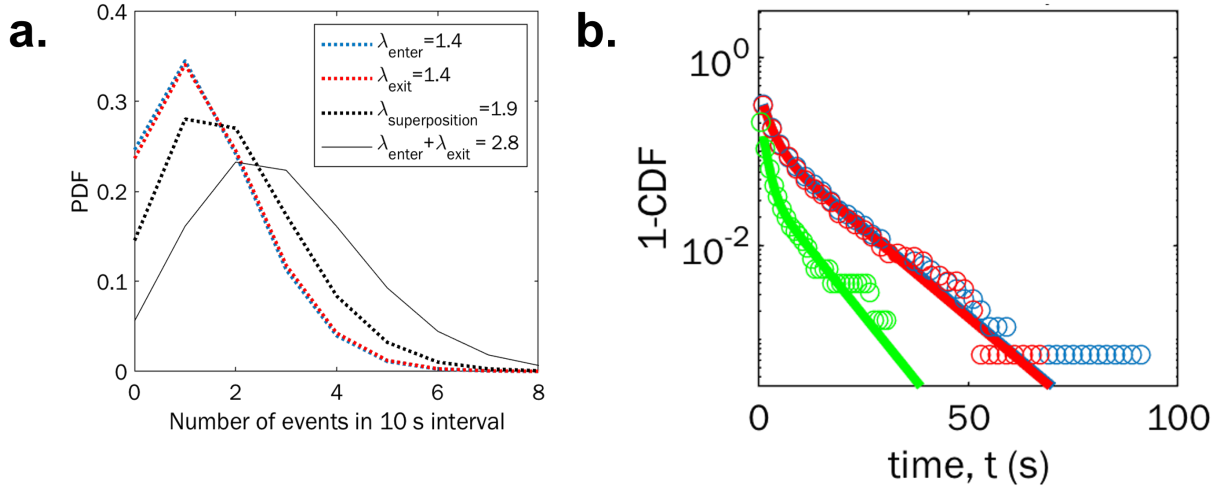 a.
0.4
0.3
0.2
0.1
0
PDF
λenter=1.4
λexit=1.4
λsuperposition=1.9
λenter+λexit = 2.8
0 2 4 6 8
Number of events in 10 s interval
b.
10^0
10^-2
1-CDF
0 50 100
time, t (s)